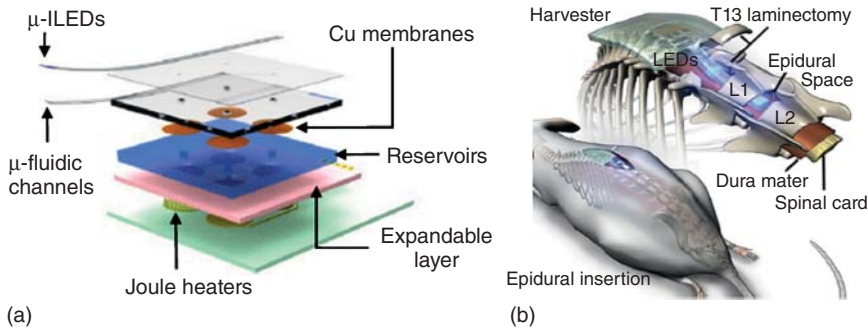 μ-ILEDs
Cu membranes
μ-fluidic
channels
Reservoirs
Expandable
layer
Joule heaters
(a)
Harvester
T13 laminectomy
LEDs
Epidural
Space
L1
L2
Dura mater
Spinal card
Epidural insertion
(b)